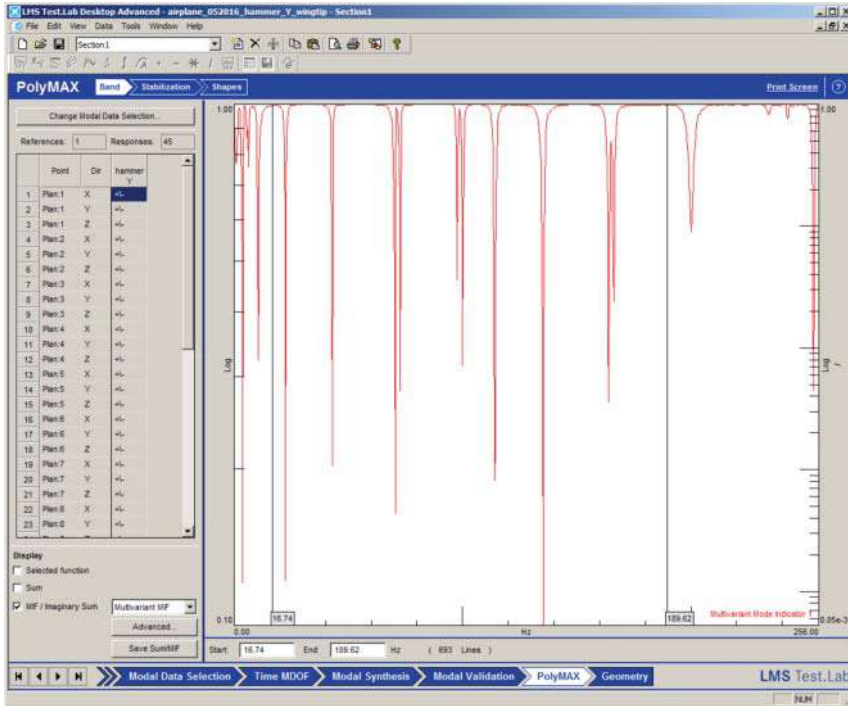 LMS Test.Lab Desktop Advanced - airplane_052016_hammer_Y_wingtip - Section1
File Edit View Data Tools Window Help
Section1
PolyMAX Band Stabilization Shapes Print Screen ?
Change Modal Data Selection...
References: 1 Responses: 45
Point Dir hammer Y
1 Plan:1 X +/-
2 Plan:1 Y +/-
3 Plan:1 Z +/-
4 Plan:2 X +/-
5 Plan:2 Y +/-
6 Plan:2 Z +/-
7 Plan:3 X +/-
8 Plan:3 Y +/-
9 Plan:3 Z +/-
10 Plan:4 X +/-
11 Plan:4 Y +/-
12 Plan:4 Z +/-
13 Plan:5 X +/-
14 Plan:5 Y +/-
15 Plan:5 Z +/-
16 Plan:6 X +/-
17 Plan:6 Y +/-
18 Plan:6 Z +/-
19 Plan:7 X +/-
20 Plan:7 Y +/-
21 Plan:7 Z +/-
22 Plan:8 X +/-
23 Plan:8 Y +/-
Display
Selected function
Sum
MIF / Imaginary Sum Multivariant MIF
Advanced...
Save Sum/MIF
1.00 1.00
Log Log
/
0.10 16.74 189.62 Multivariant Mode Indicator 0.05e-3
0.00 Hz 256.00
Start 16.74 End 189.62 Hz ( 693 Lines )
Modal Data Selection Time MDOF Modal Synthesis Modal Validation PolyMAX Geometry LMS Test.Lab
NUM